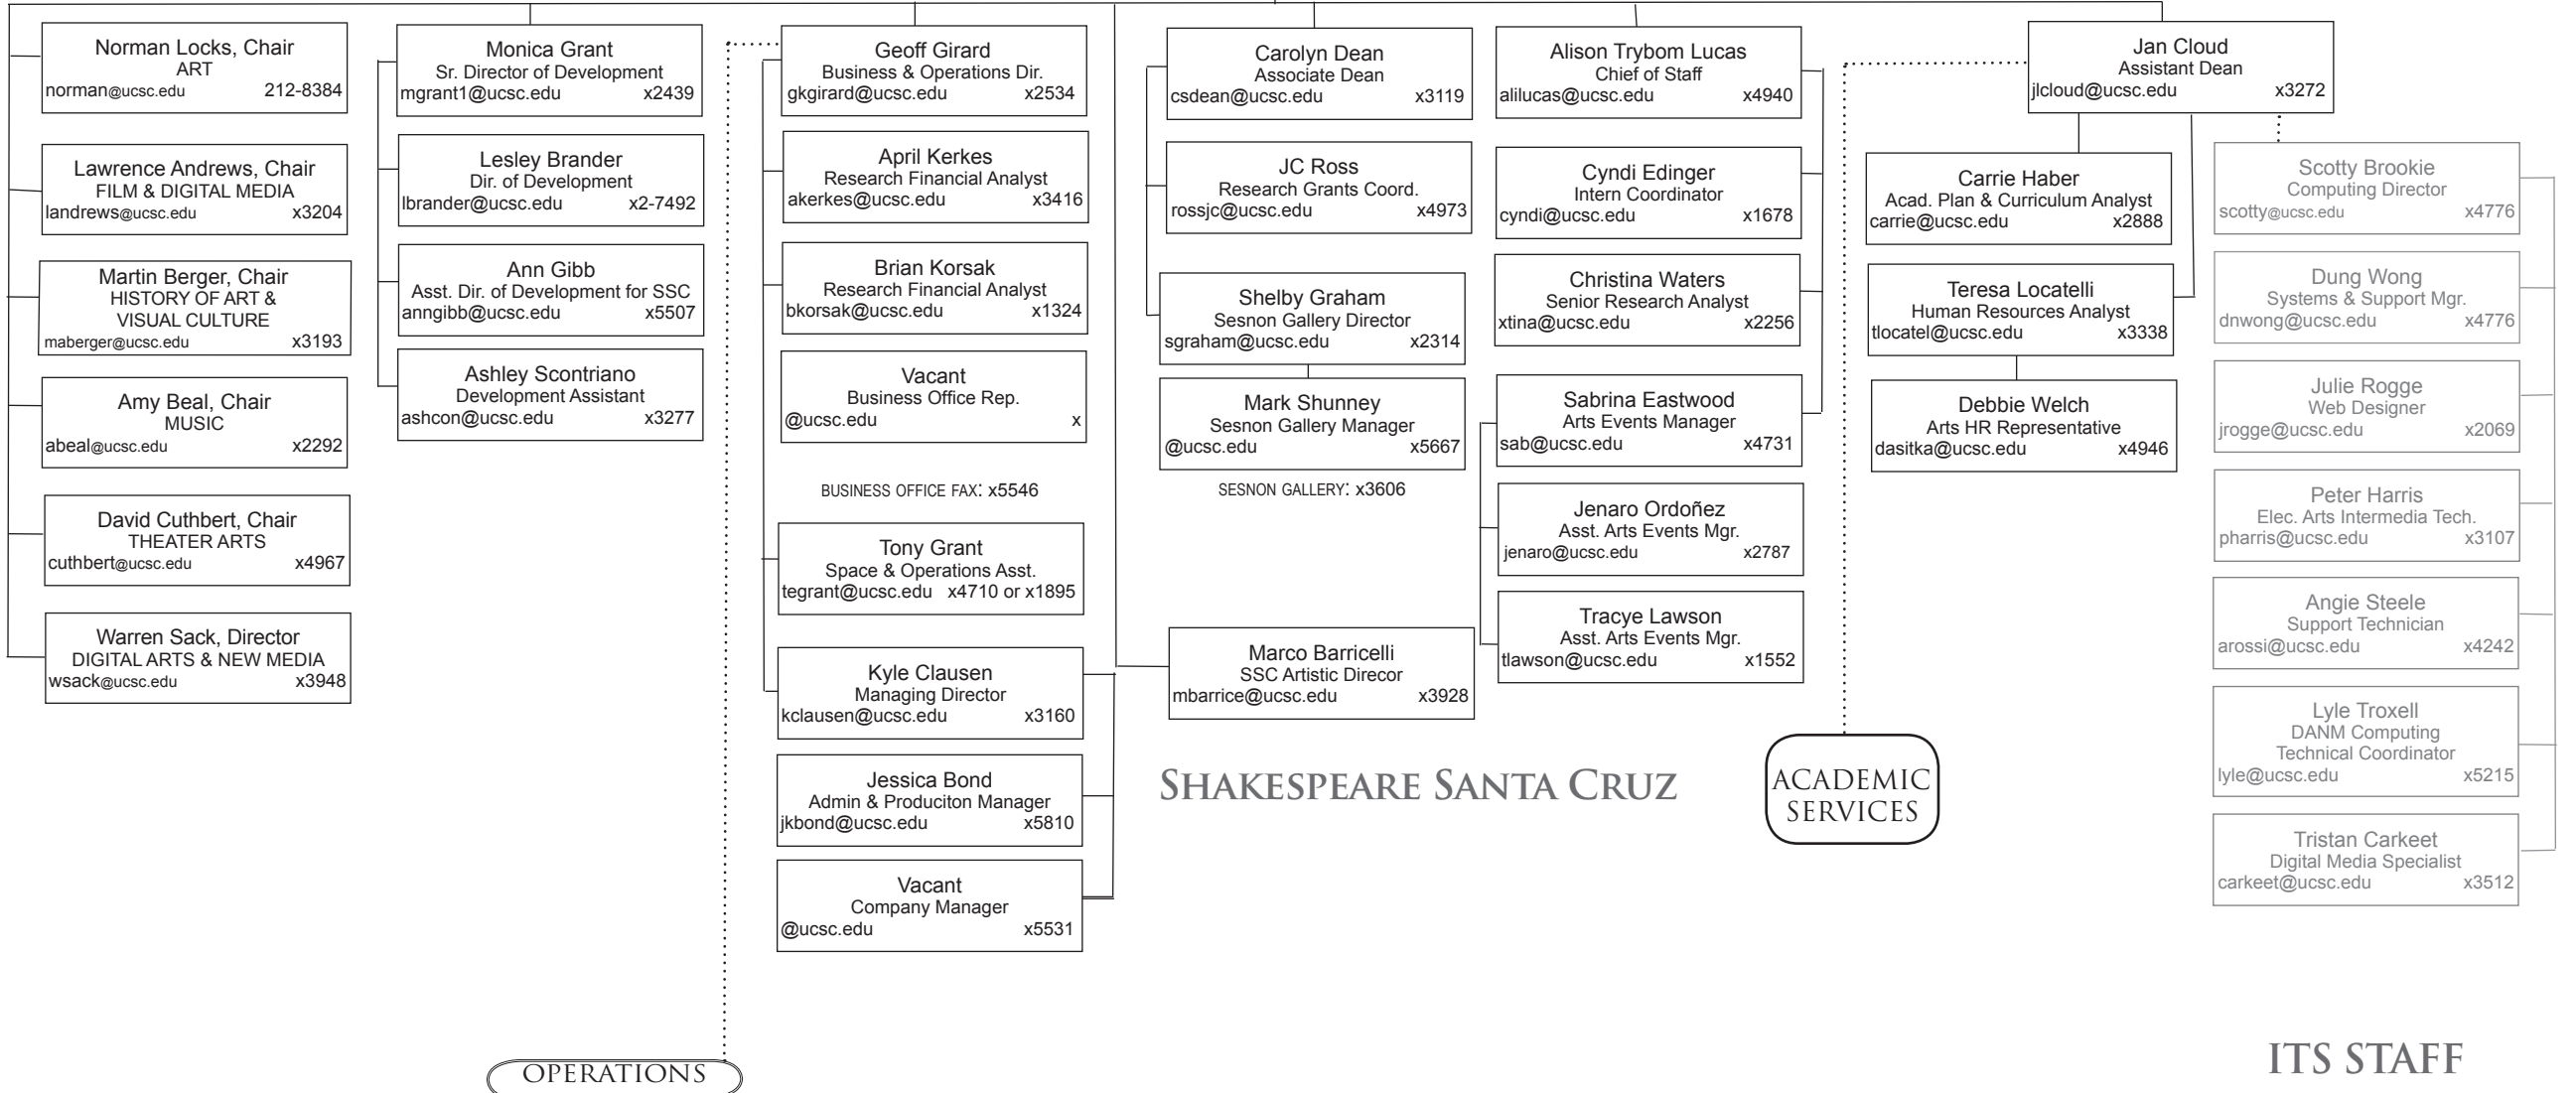 Norman Locks, Chair
ART
norman@ucsc.edu 212-8384
Lawrence Andrews, Chair
FILM & DIGITAL MEDIA
landrews@ucsc.edu x3204
Martin Berger, Chair
HISTORY OF ART &
VISUAL CULTURE
maberger@ucsc.edu x3193
Amy Beal, Chair
MUSIC
abeal@ucsc.edu x2292
David Cuthbert, Chair
THEATER ARTS
cuthbert@ucsc.edu x4967
Warren Sack, Director
DIGITAL ARTS & NEW MEDIA
wsack@ucsc.edu x3948
Monica Grant
Sr. Director of Development
mgrant1@ucsc.edu x2439
Lesley Brander
Dir. of Development
lbrander@ucsc.edu x2-7492
Ann Gibb
Asst. Dir. of Development for SSC
anngibb@ucsc.edu x5507
Ashley Scontriano
Development Assistant
ashcon@ucsc.edu x3277
Geoff Girard
Business & Operations Dir.
gkgirard@ucsc.edu x2534
April Kerkes
Research Financial Analyst
akerkes@ucsc.edu x3416
Brian Korsak
Research Financial Analyst
bkorsak@ucsc.edu x1324
Vacant
Business Office Rep.
@ucsc.edu x
BUSINESS OFFICE FAX: x5546
Tony Grant
Space & Operations Asst.
tegrant@ucsc.edu x4710 or x1895
Kyle Clausen
Managing Director
kclausen@ucsc.edu x3160
Jessica Bond
Admin & Produciton Manager
jkbond@ucsc.edu x5810
Vacant
Company Manager
@ucsc.edu x5531
OPERATIONS
Carolyn Dean
Associate Dean
csdean@ucsc.edu x3119
JC Ross
Research Grants Coord.
rossjc@ucsc.edu x4973
Shelby Graham
Sesnon Gallery Director
sgraham@ucsc.edu x2314
Mark Shunney
Sesnon Gallery Manager
@ucsc.edu x5667
SESNON GALLERY: x3606
Marco Barricelli
SSC Artistic Direcor
mbarrice@ucsc.edu x3928
SHAKESPEARE SANTA CRUZ
Alison Trybom Lucas
Chief of Staff
alilucas@ucsc.edu x4940
Cyndi Edinger
Intern Coordinator
cyndi@ucsc.edu x1678
Christina Waters
Senior Research Analyst
xtina@ucsc.edu x2256
Sabrina Eastwood
Arts Events Manager
sab@ucsc.edu x4731
Jenaro Ordoñez
Asst. Arts Events Mgr.
jenaro@ucsc.edu x2787
Tracye Lawson
Asst. Arts Events Mgr.
tlawson@ucsc.edu x1552
ACADEMIC
SERVICES
Jan Cloud
Assistant Dean
jlcloud@ucsc.edu x3272
Carrie Haber
Acad. Plan & Curriculum Analyst
carrie@ucsc.edu x2888
Teresa Locatelli
Human Resources Analyst
tlocatel@ucsc.edu x3338
Debbie Welch
Arts HR Representative
dasitka@ucsc.edu x4946
Scotty Brookie
Computing Director
scotty@ucsc.edu x4776
Dung Wong
Systems & Support Mgr.
dnwong@ucsc.edu x4776
Julie Rogge
Web Designer
jrogge@ucsc.edu x2069
Peter Harris
Elec. Arts Intermedia Tech.
pharris@ucsc.edu x3107
Angie Steele
Support Technician
arossi@ucsc.edu x4242
Lyle Troxell
DANM Computing
Technical Coordinator
lyle@ucsc.edu x5215
Tristan Carkeet
Digital Media Specialist
carkeet@ucsc.edu x3512
ITS STAFF